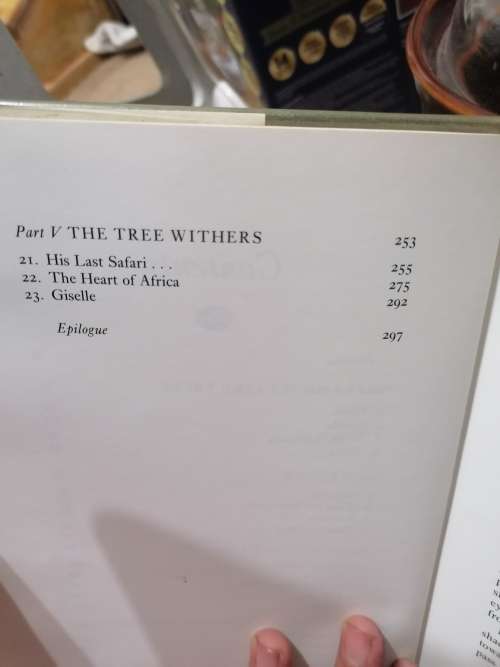 Part V THE TREE WITHERS 253
21. His Last Safari . . . 255
22. The Heart of Africa 275
23. Giselle 292
Epilogue 297